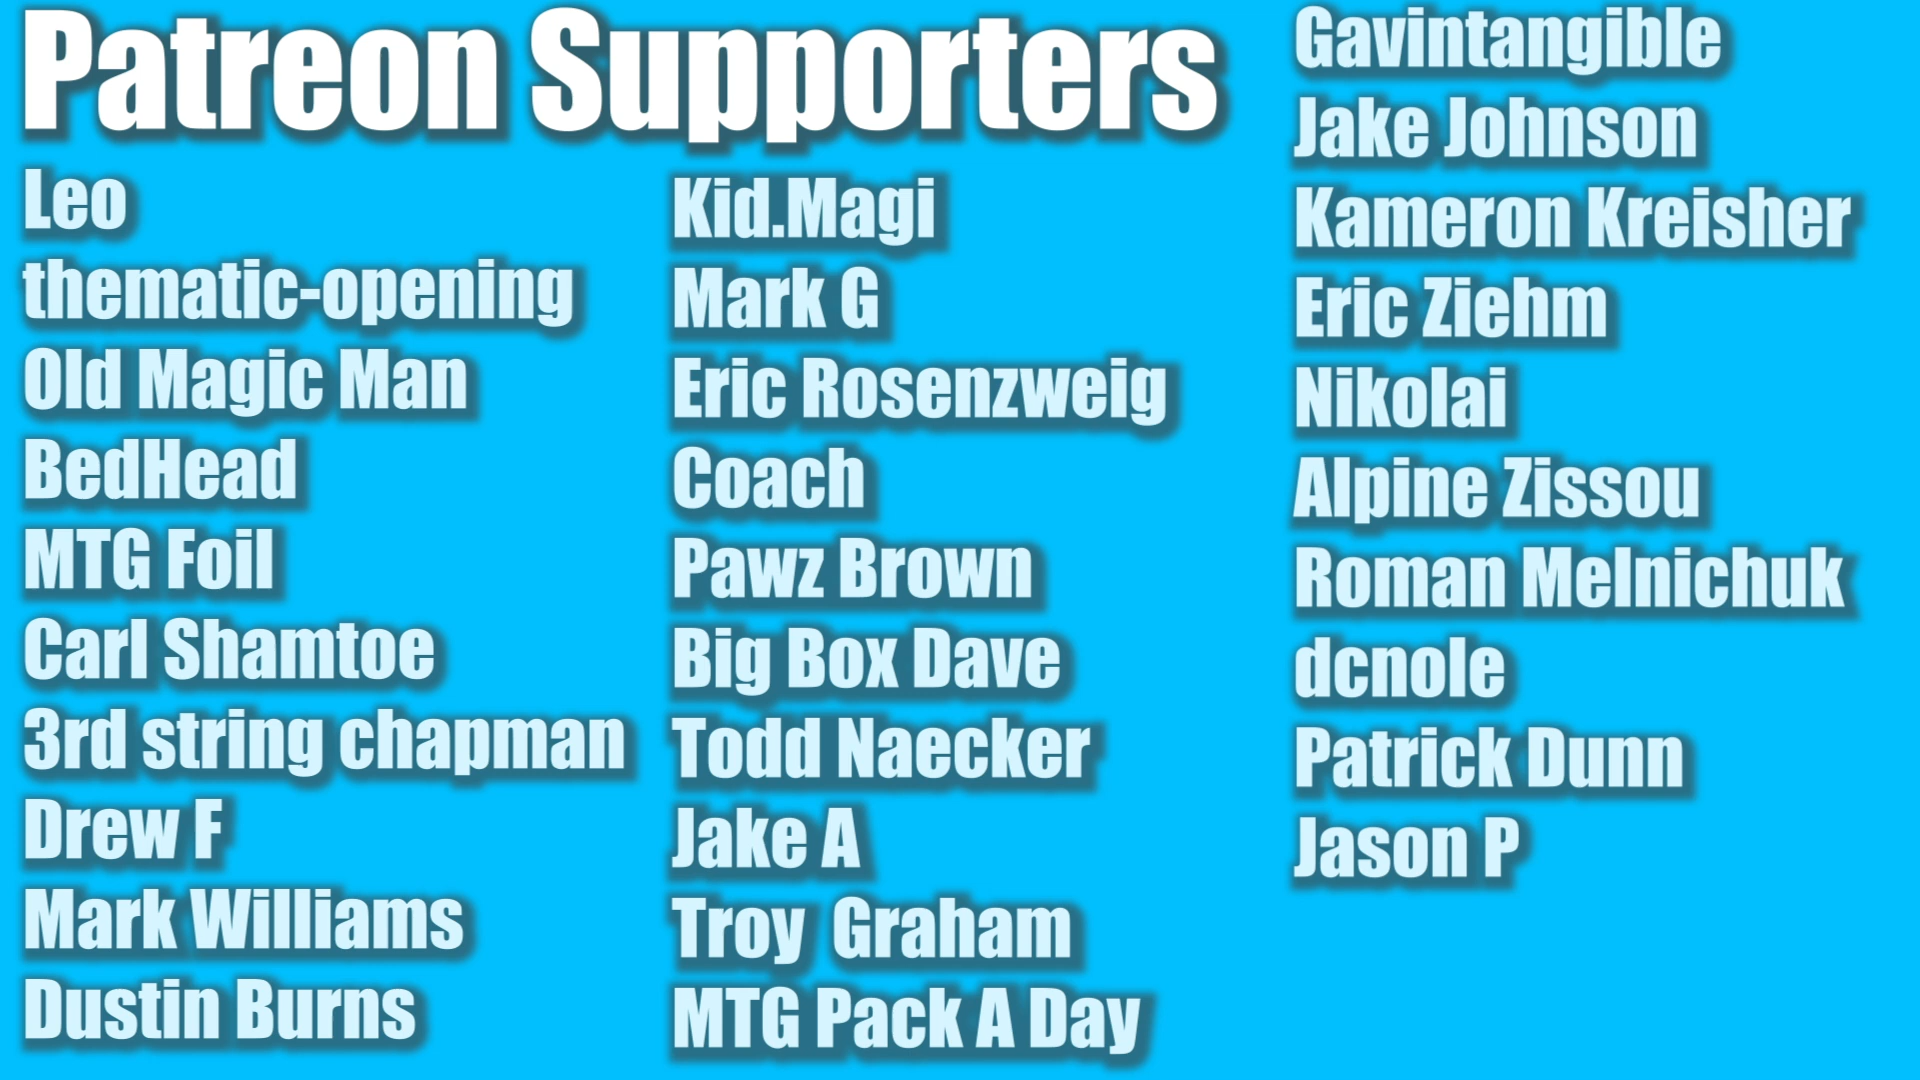 Patreon Supporters
Leo
thematic-opening
Old Magic Man
BedHead
MTG Foil
Carl Shamtoe
3rd string chapman
Drew F
Mark Williams
Dustin Burns
Kid.Magi
Mark G
Eric Rosenzweig
Coach
Pawz Brown
Big Box Dave
Todd Naecker
Jake A
Troy  Graham
MTG Pack A Day
Gavintangible
Jake Johnson
Kameron Kreisher
Eric Ziehm
Nikolai
Alpine Zissou
Roman Melnichuk
dcnole
Patrick Dunn
Jason P